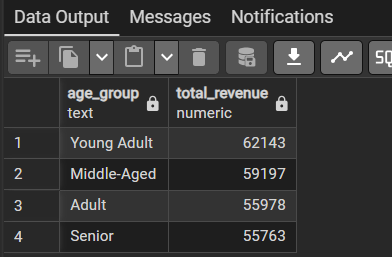 Data Output Messages Notifications
SQ
age_group total_revenue
text numeric
1 Young Adult 62143
2 Middle-Aged 59197
3 Adult 55978
4 Senior 55763